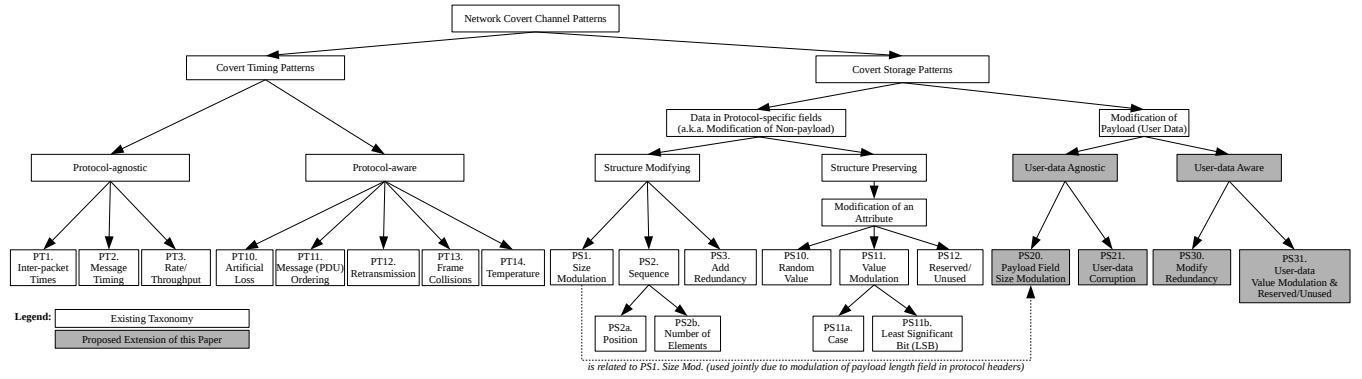 Network Covert Channel Patterns
Covert Timing Patterns
Covert Storage Patterns
Data in Protocol-specific fields
(a.k.a. Modification of Non-payload)
Modification of
Payload (User Data)
Protocol-agnostic
Protocol-aware
Structure Modifying
Structure Preserving
User-data Agnostic
User-data Aware
Modification of an
Attribute
PT1.
Inter-packet
Times
PT2.
Message
Timing
PT3.
Rate/
Throughput
PT10.
Artificial
Loss
PT11.
Message (PDU)
Ordering
PT12.
Retransmission
PT13.
Frame
Collisions
PT14.
Temperature
PS1.
Size
Modulation
PS2.
Sequence
PS3.
Add
Redundancy
PS10.
Random
Value
PS11.
Value
Modulation
PS12.
Reserved/
Unused
PS20.
Payload Field
Size Modulation
PS21.
User-data
Corruption
PS30.
Modify
Redundancy
PS31.
User-data
Value Modulation &
Reserved/Unused
PS2a.
Position
PS2b.
Number of
Elements
PS11a.
Case
PS11b.
Least Significant
Bit (LSB)
Legend:
Existing Taxonomy
Proposed Extension of this Paper
is related to PS1. Size Mod. (used jointly due to modulation of payload length field in protocol headers)